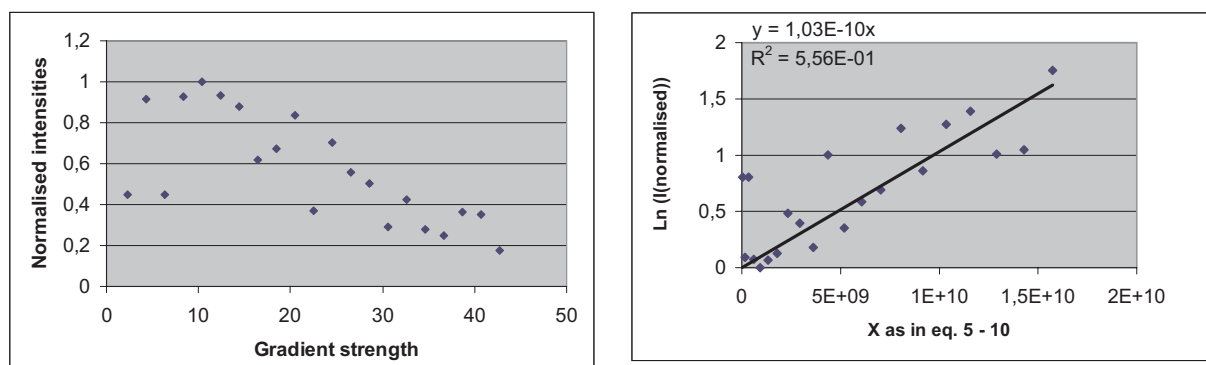 1,2
1
0,8
0,6
0,4
0,2
0
0 10 20 30 40 50
Normalised intensities
Gradient strength
y = 1,03E-10x
R² = 5,56E-01
2
1,5
1
0,5
0
0 5E+09 1E+10 1,5E+10 2E+10
Ln (I(normalised))
X as in eq. 5 - 10